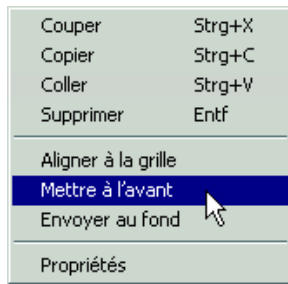 Couper Strg+X
Copier Strg+C
Coller Strg+V
Supprimer Entf
Aligner à la grille
Mettre à l'avant
Envoyer au fond
Propriétés